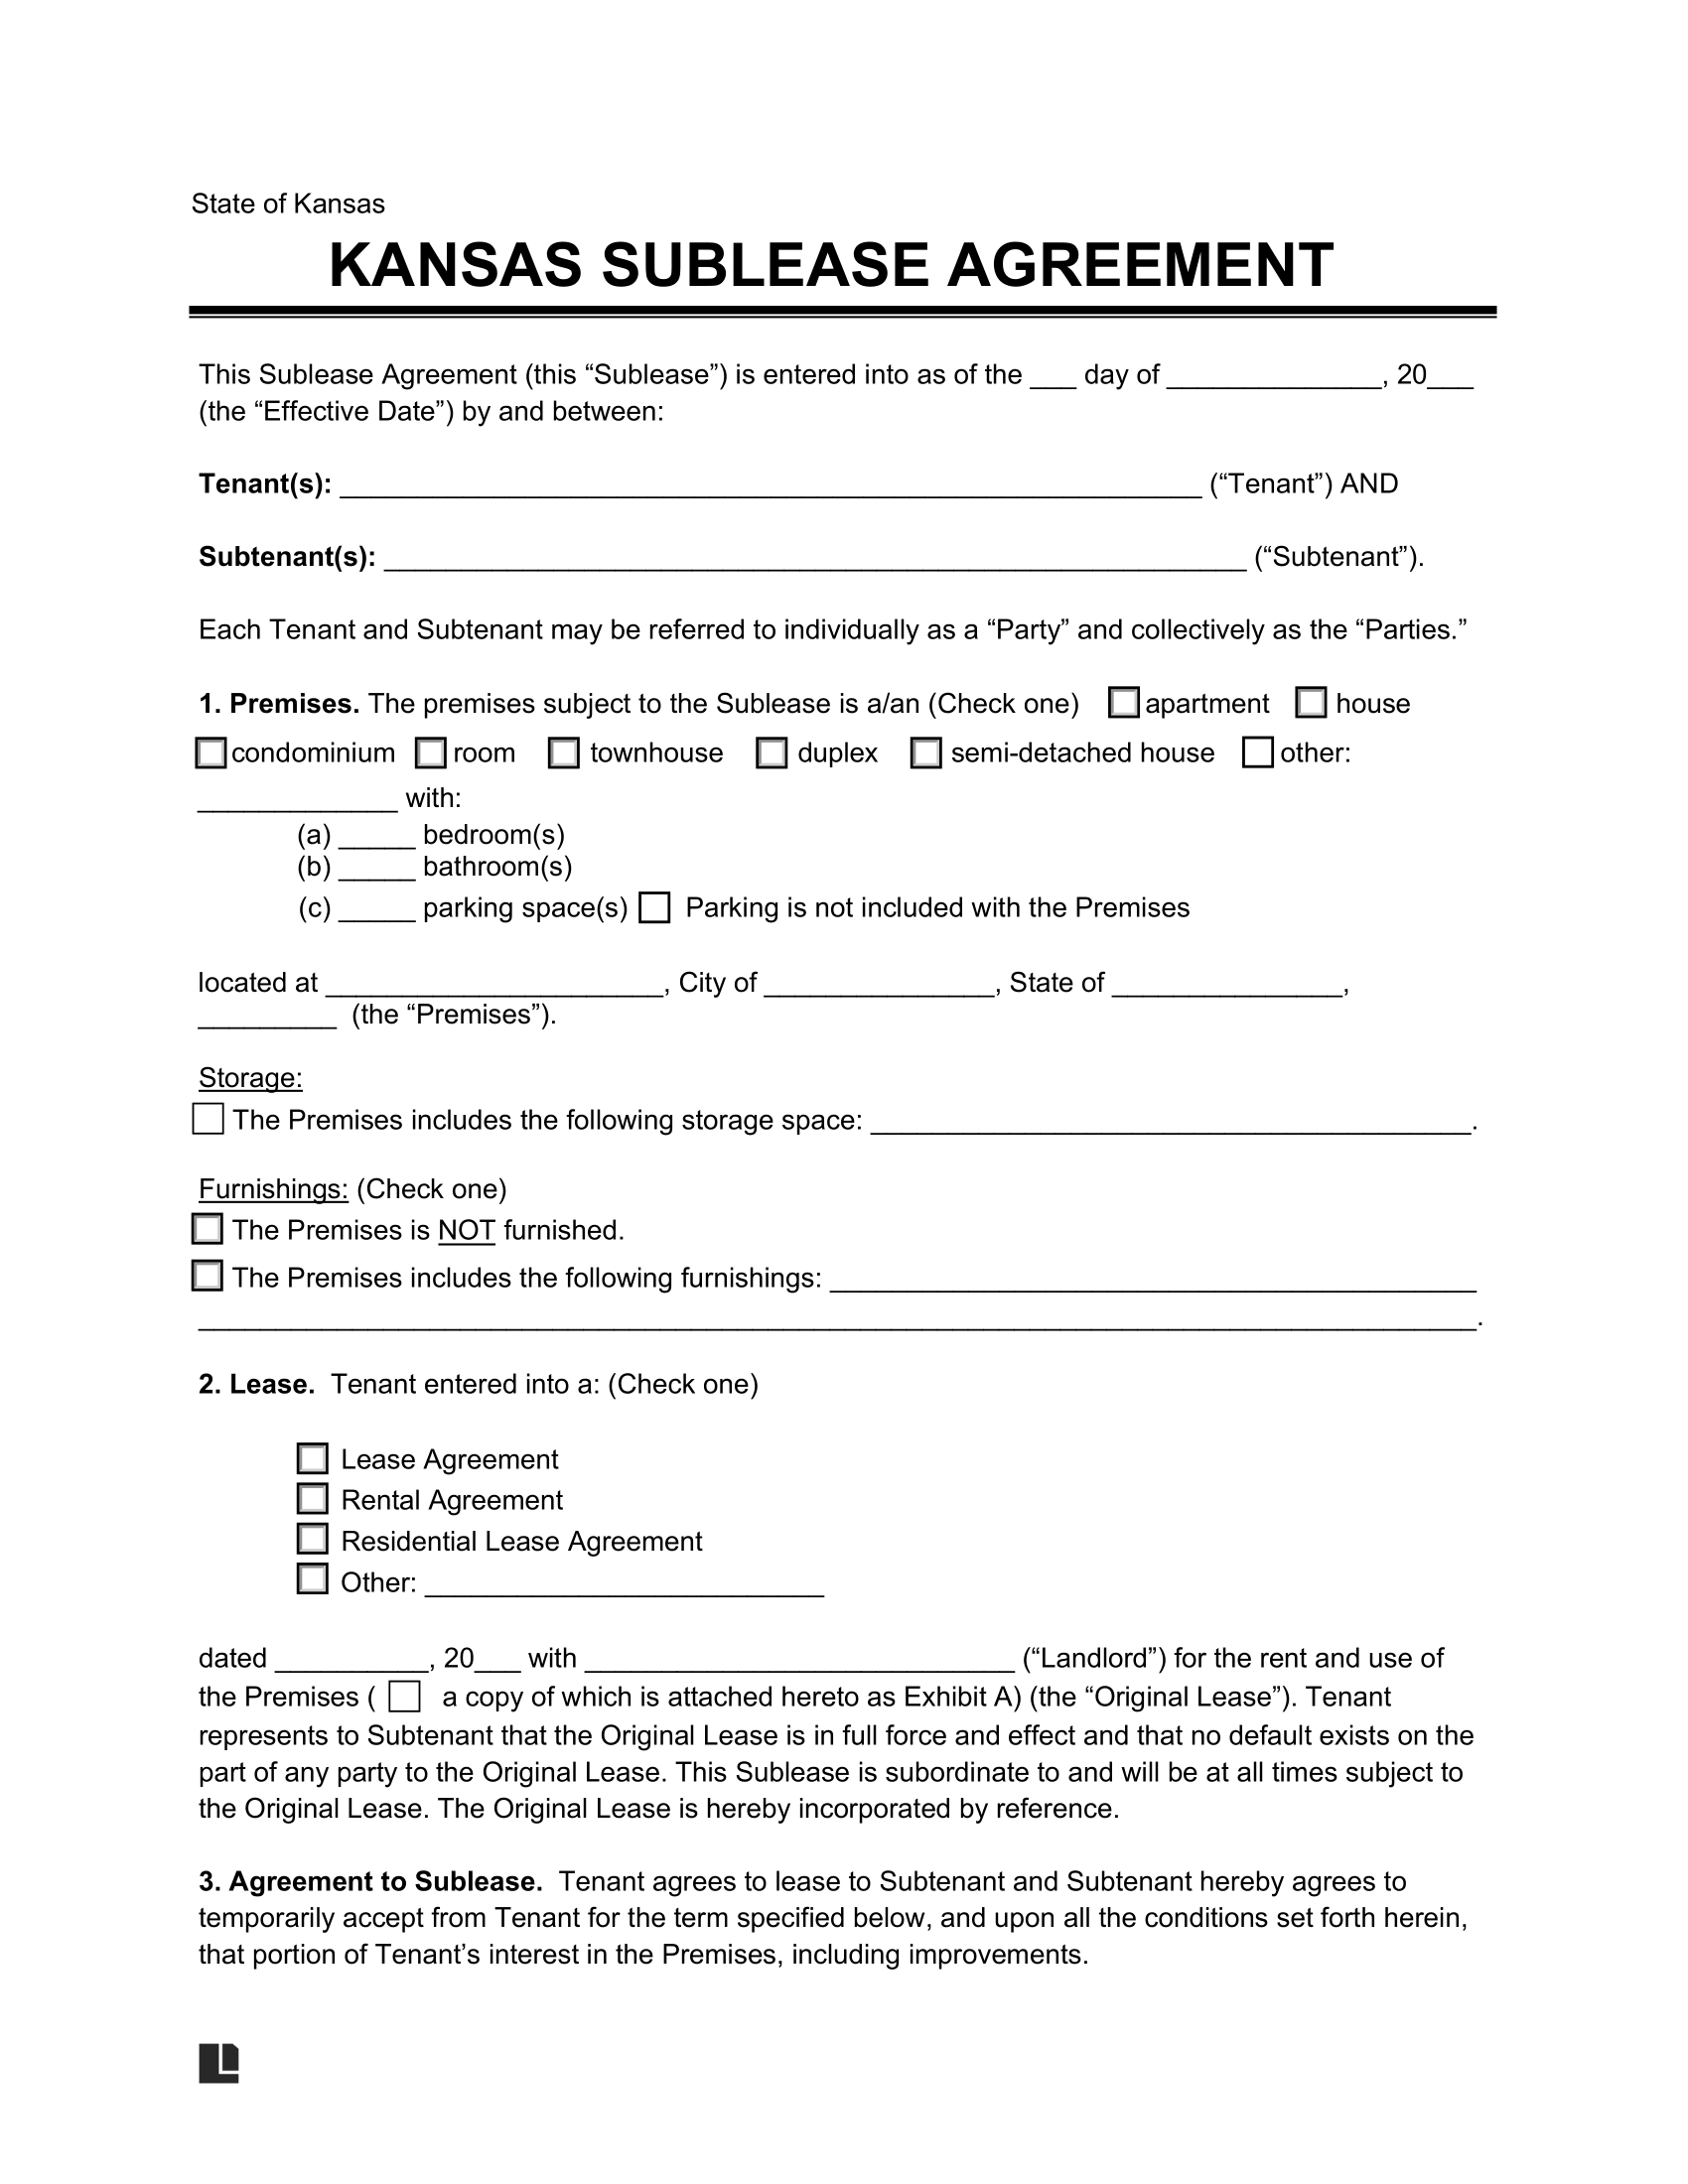 State of Kansas
KANSAS SUBLEASE AGREEMENT
This Sublease Agreement (this “Sublease”) is entered into as of the ___ day of ______________, 20___
(the “Effective Date”) by and between:
Tenant(s): ________________________________________________________ (“Tenant”) AND
Subtenant(s): ________________________________________________________ (“Subtenant”).
Each Tenant and Subtenant may be referred to individually as a “Party” and collectively as the “Parties.”
1. Premises. The premises subject to the Sublease is a/an (Check one) ☐ apartment ☐ house
☐ condominium ☐ room ☐ townhouse ☐ duplex ☐ semi-detached house ☐ other:
_____________ with:
(a) _____ bedroom(s)
(b) _____ bathroom(s)
(c) _____ parking space(s) ☐ Parking is not included with the Premises
located at ______________________, City of _______________, State of _______________,
_________ (the “Premises”).
Storage:
☐ The Premises includes the following storage space: _______________________________________.
Furnishings: (Check one)
☐ The Premises is NOT furnished.
☐ The Premises includes the following furnishings: __________________________________________
___________________________________________________________________________________.
2. Lease. Tenant entered into a: (Check one)
☐ Lease Agreement
☐ Rental Agreement
☐ Residential Lease Agreement
☐ Other: __________________________
dated __________, 20___ with ____________________________ (“Landlord”) for the rent and use of
the Premises ( ☐ a copy of which is attached hereto as Exhibit A) (the “Original Lease”). Tenant
represents to Subtenant that the Original Lease is in full force and effect and that no default exists on the
part of any party to the Original Lease. This Sublease is subordinate to and will be at all times subject to
the Original Lease. The Original Lease is hereby incorporated by reference.
3. Agreement to Sublease. Tenant agrees to lease to Subtenant and Subtenant hereby agrees to
temporarily accept from Tenant for the term specified below, and upon all the conditions set forth herein,
that portion of Tenant’s interest in the Premises, including improvements.